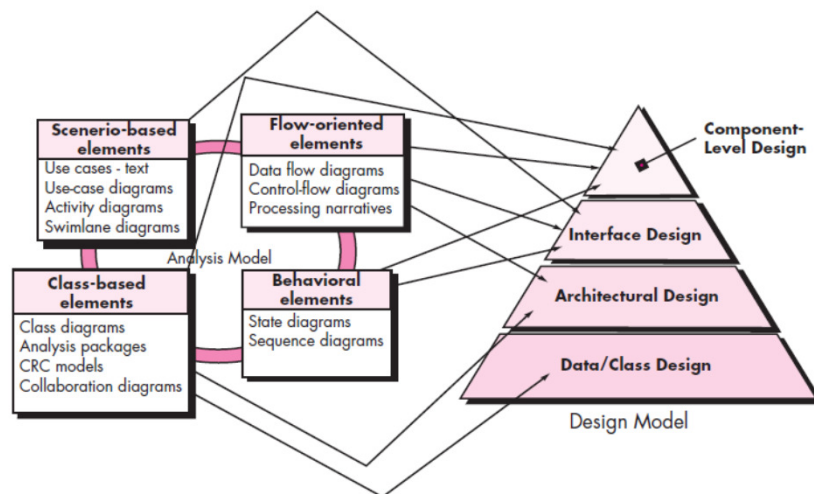 Scenerio-based
elements
Use cases - text
Use-case diagrams
Activity diagrams
Swimlane diagrams
Flow-oriented
elements
Data flow diagrams
Control-flow diagrams
Processing narratives
Analysis Model
Class-based
elements
Class diagrams
Analysis packages
CRC models
Collaboration diagrams
Behavioral
elements
State diagrams
Sequence diagrams
Component-
Level Design
Interface Design
Architectural Design
Data/Class Design
Design Model